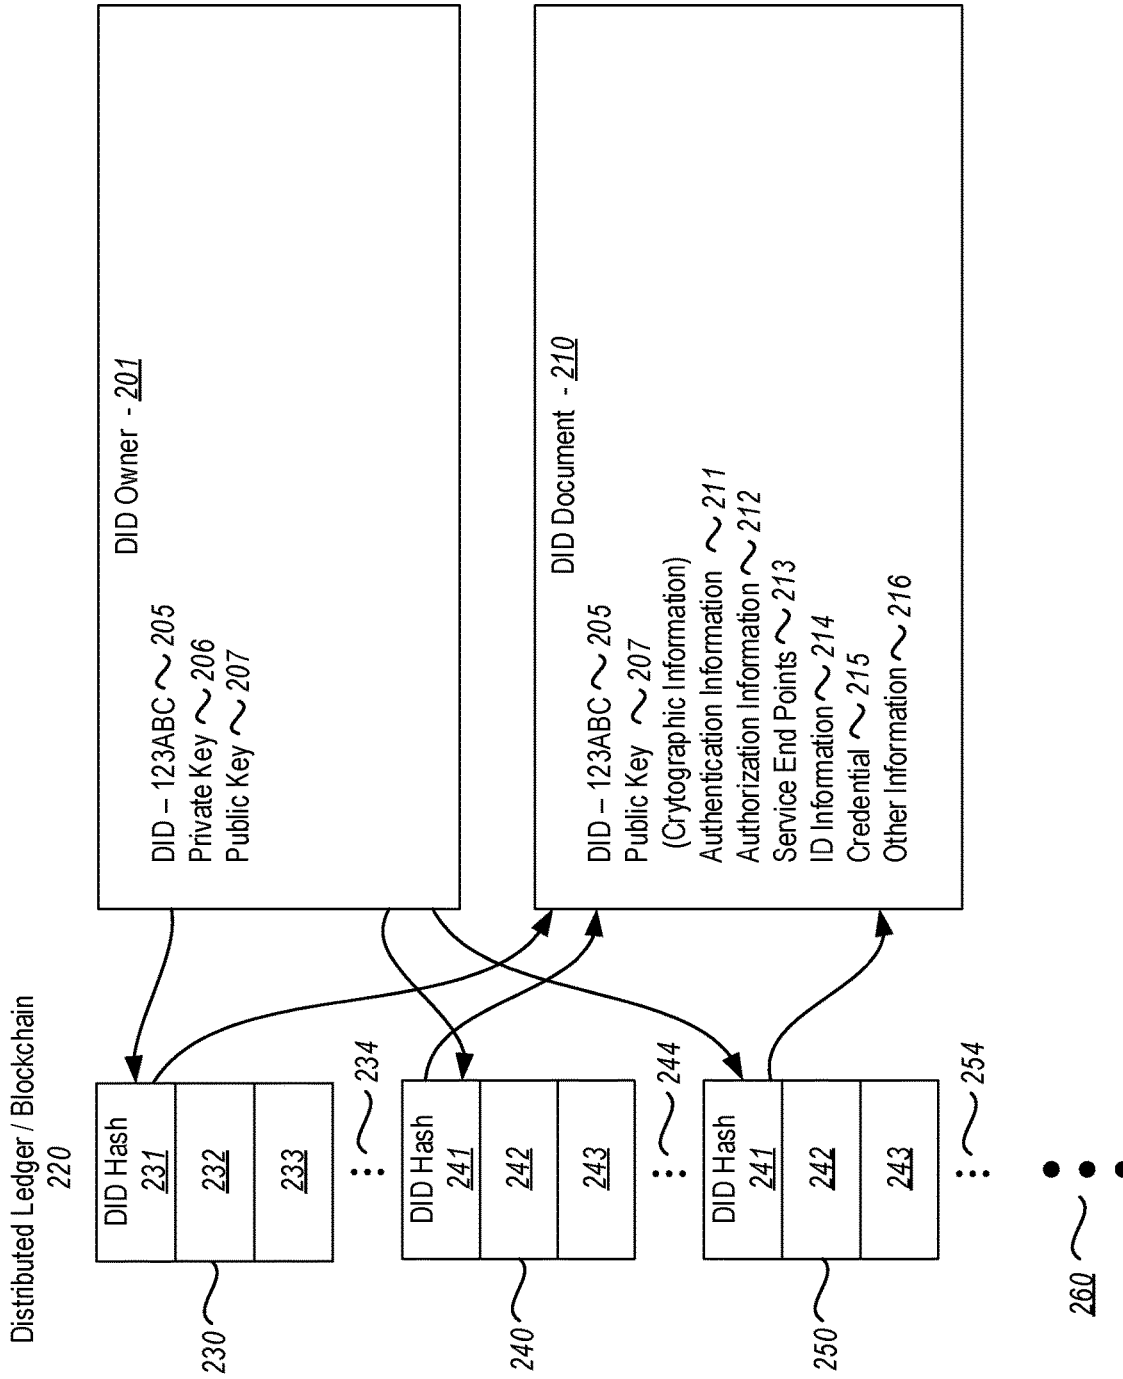 Distributed Ledger / Blockchain
220
DID Hash
231
232
233
234
230
DID Hash
241
242
243
244
240
DID Hash
241
242
243
254
250
260
DID Owner - 201
DID – 123ABC 205
Private Key 206
Public Key 207
DID Document - 210
DID – 123ABC 205
Public Key 207
(Crytographic Information)
Authentication Information 211
Authorization Information 212
Service End Points 213
ID Information 214
Credential 215
Other Information 216